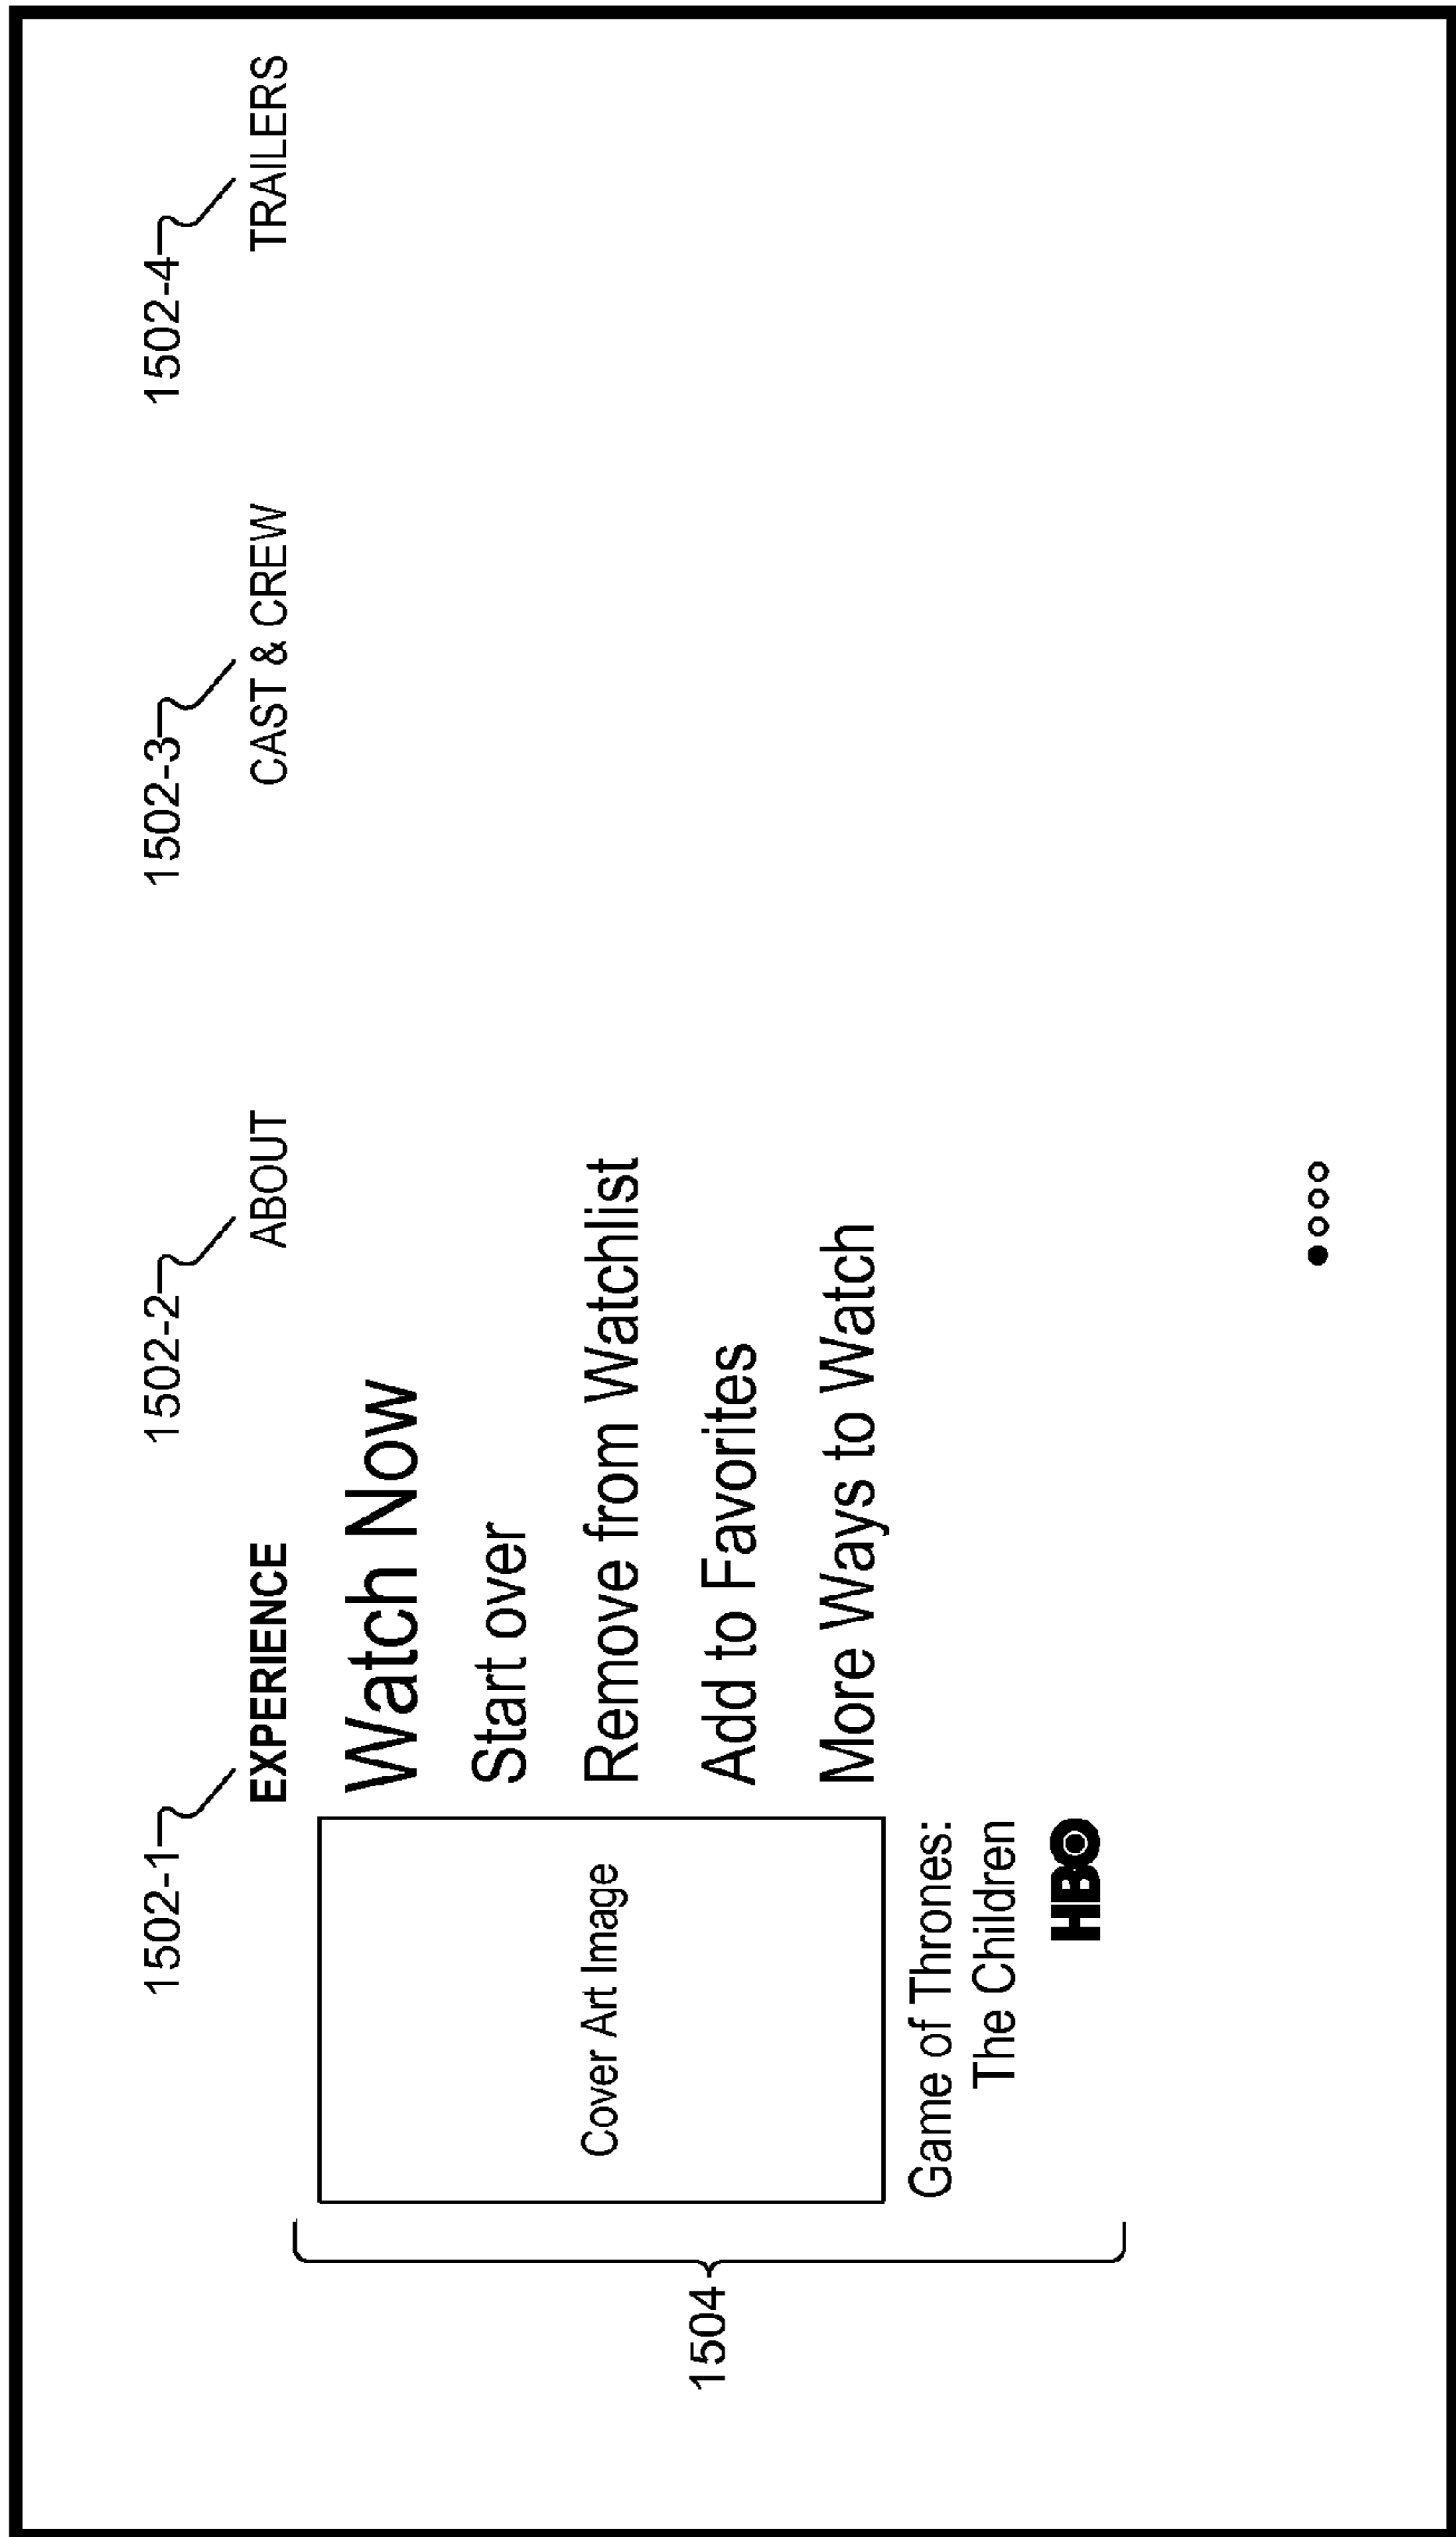 1502-1
1502-2
1502-3
1502-4
EXPERIENCE
ABOUT
CAST & CREW
TRAILERS
1504
Cover Art Image
Watch Now
Start over
Remove from Watchlist
Add to Favorites
More Ways to Watch
Game of Thrones:
The Children
HBO